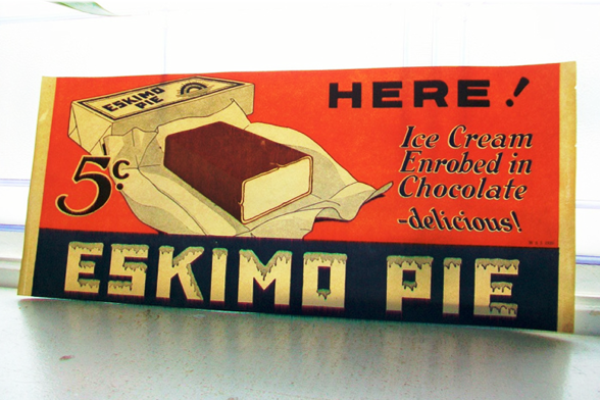 ESKIMO
PIE
5¢
HERE!
Ice Cream
Enrobed in
Chocolate
-delicious!
ESKIMO PIE